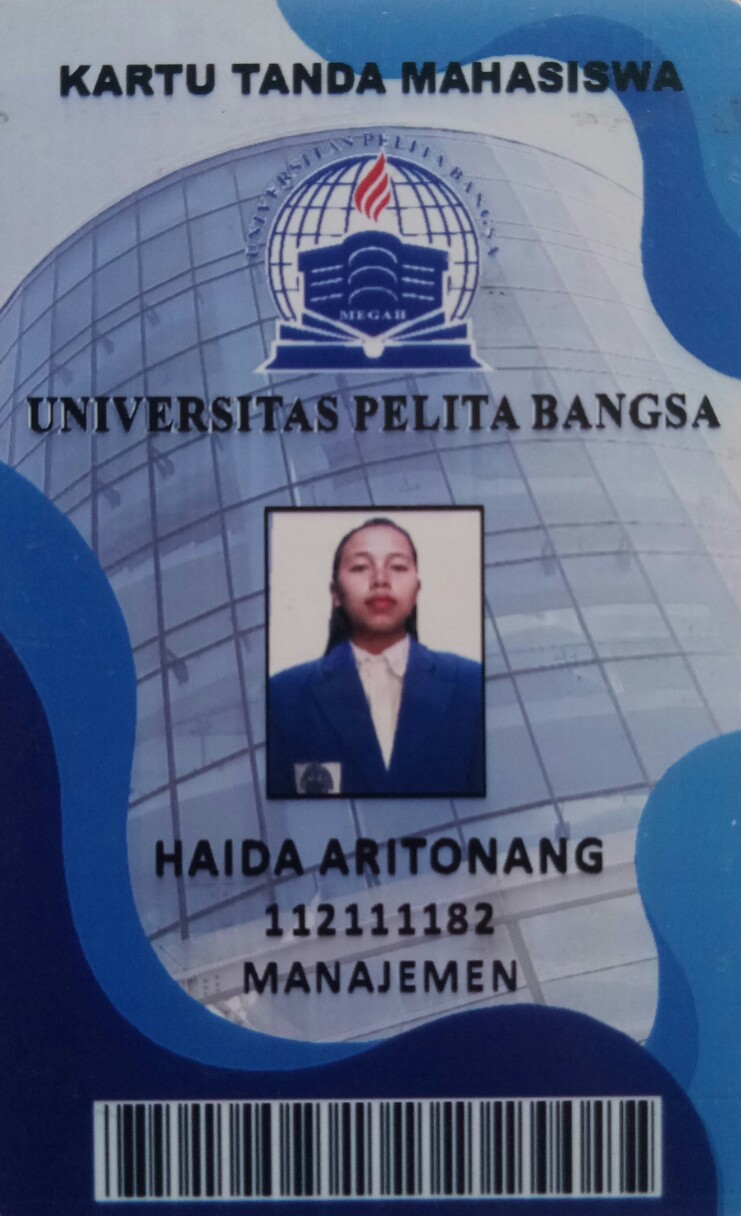 KARTU TANDA MAHASISWA
UNIVERSITAS PELITA BANGSA
MEGAH
UNIVERSITAS PELITA BANGSA
HAIDA ARITONANG
112111182
MANAJEMEN